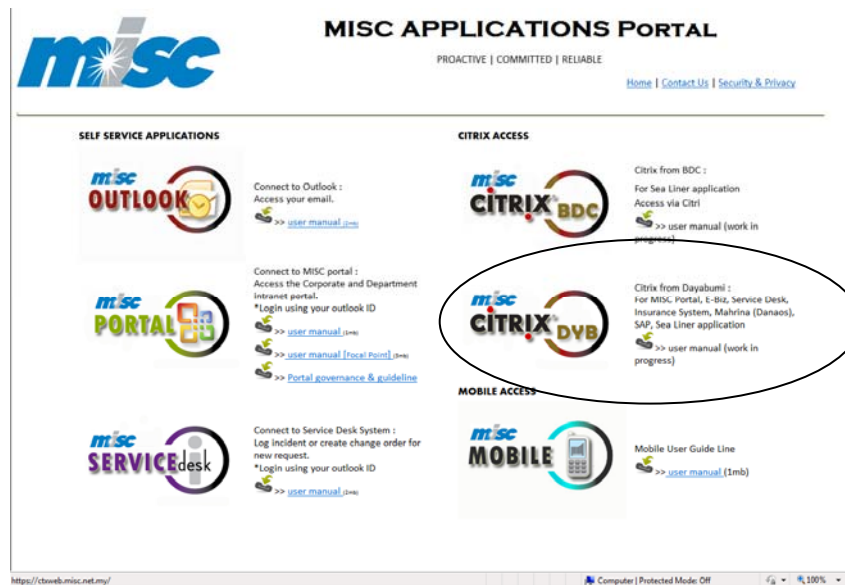 misc
MISC APPLICATIONS PORTAL
PROACTIVE | COMMITTED | RELIABLE
Home | Contact Us | Security & Privacy
SELF SERVICE APPLICATIONS
misc
OUTLOOK
Connect to Outlook :
Access your email.
>> user manual (2mb)
misc
PORTAL
Connect to MISC portal :
Access the Corporate and Department
intranet portal.
*Login using your outlook ID
>> user manual (1mb)
>> user manual [Focal Point] (3mb)
>> Portal governance & guideline
misc
SERVICEdesk
Connect to Service Desk System :
Log incident or create change order for
new request.
*Login using your outlook ID
>> user manual (2mb)
CITRIX ACCESS
misc
CITRIX BDC
Citrix from BDC :
For Sea Liner application
Access via Citri
>> user manual (work in
progress)
misc
CITRIX DYB
Citrix from Dayabumi :
For MISC Portal, E-Biz, Service Desk,
Insurance System, Mahrina (Danaos),
SAP, Sea Liner application
>> user manual (work in
progress)
MOBILE ACCESS
misc
MOBILE
Mobile User Guide Line
>> user manual (1mb)
https://ctxweb.misc.net.my/
Computer | Protected Mode: Off
100%